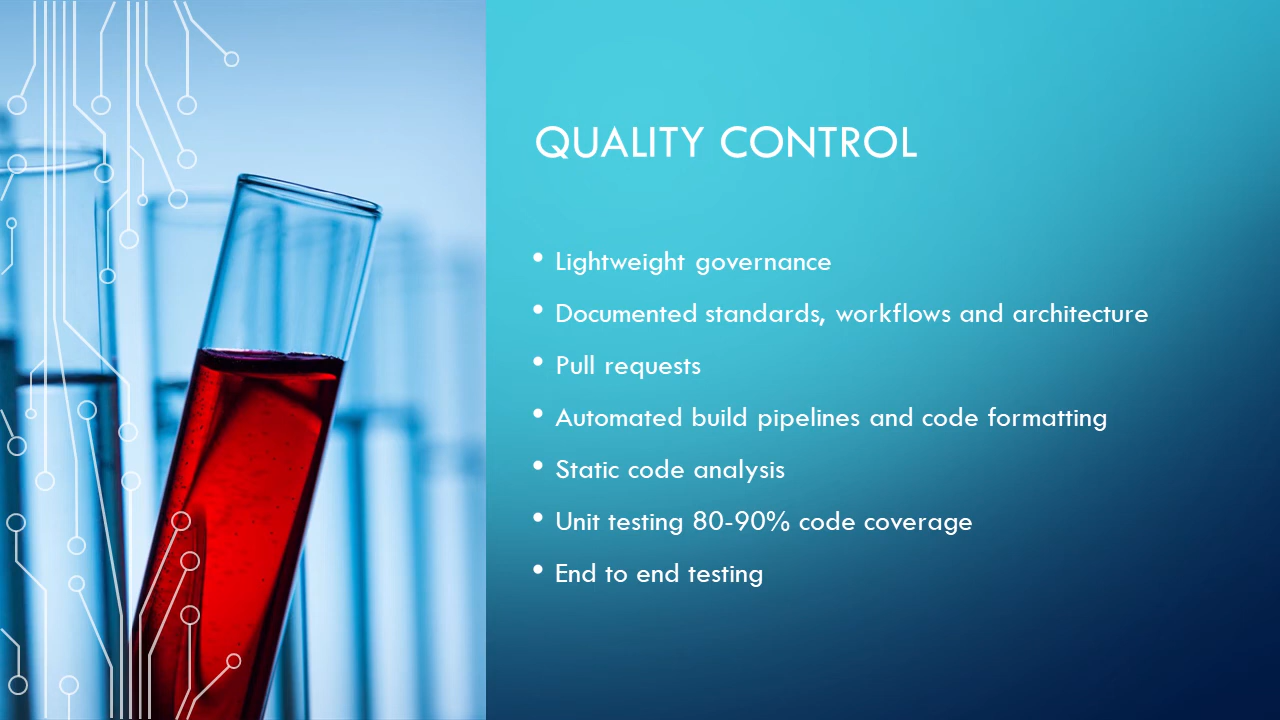 QUALITY CONTROL
• Lightweight governance
• Documented standards, workflows and architecture
• Pull requests
• Automated build pipelines and code formatting
• Static code analysis
• Unit testing 80-90% code coverage
• End to end testing